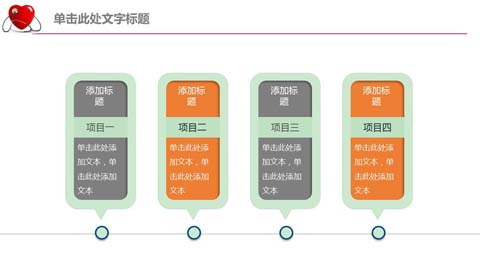 单击此处文字标题
添加标
题
项目一
单击此处添
加文本，单
击此处添加
文本
添加标
题
项目二
单击此处添
加文本，单
击此处添加
文本
添加标
题
项目三
单击此处添
加文本，单
击此处添加
文本
添加标
题
项目四
单击此处添
加文本，单
击此处添加
文本